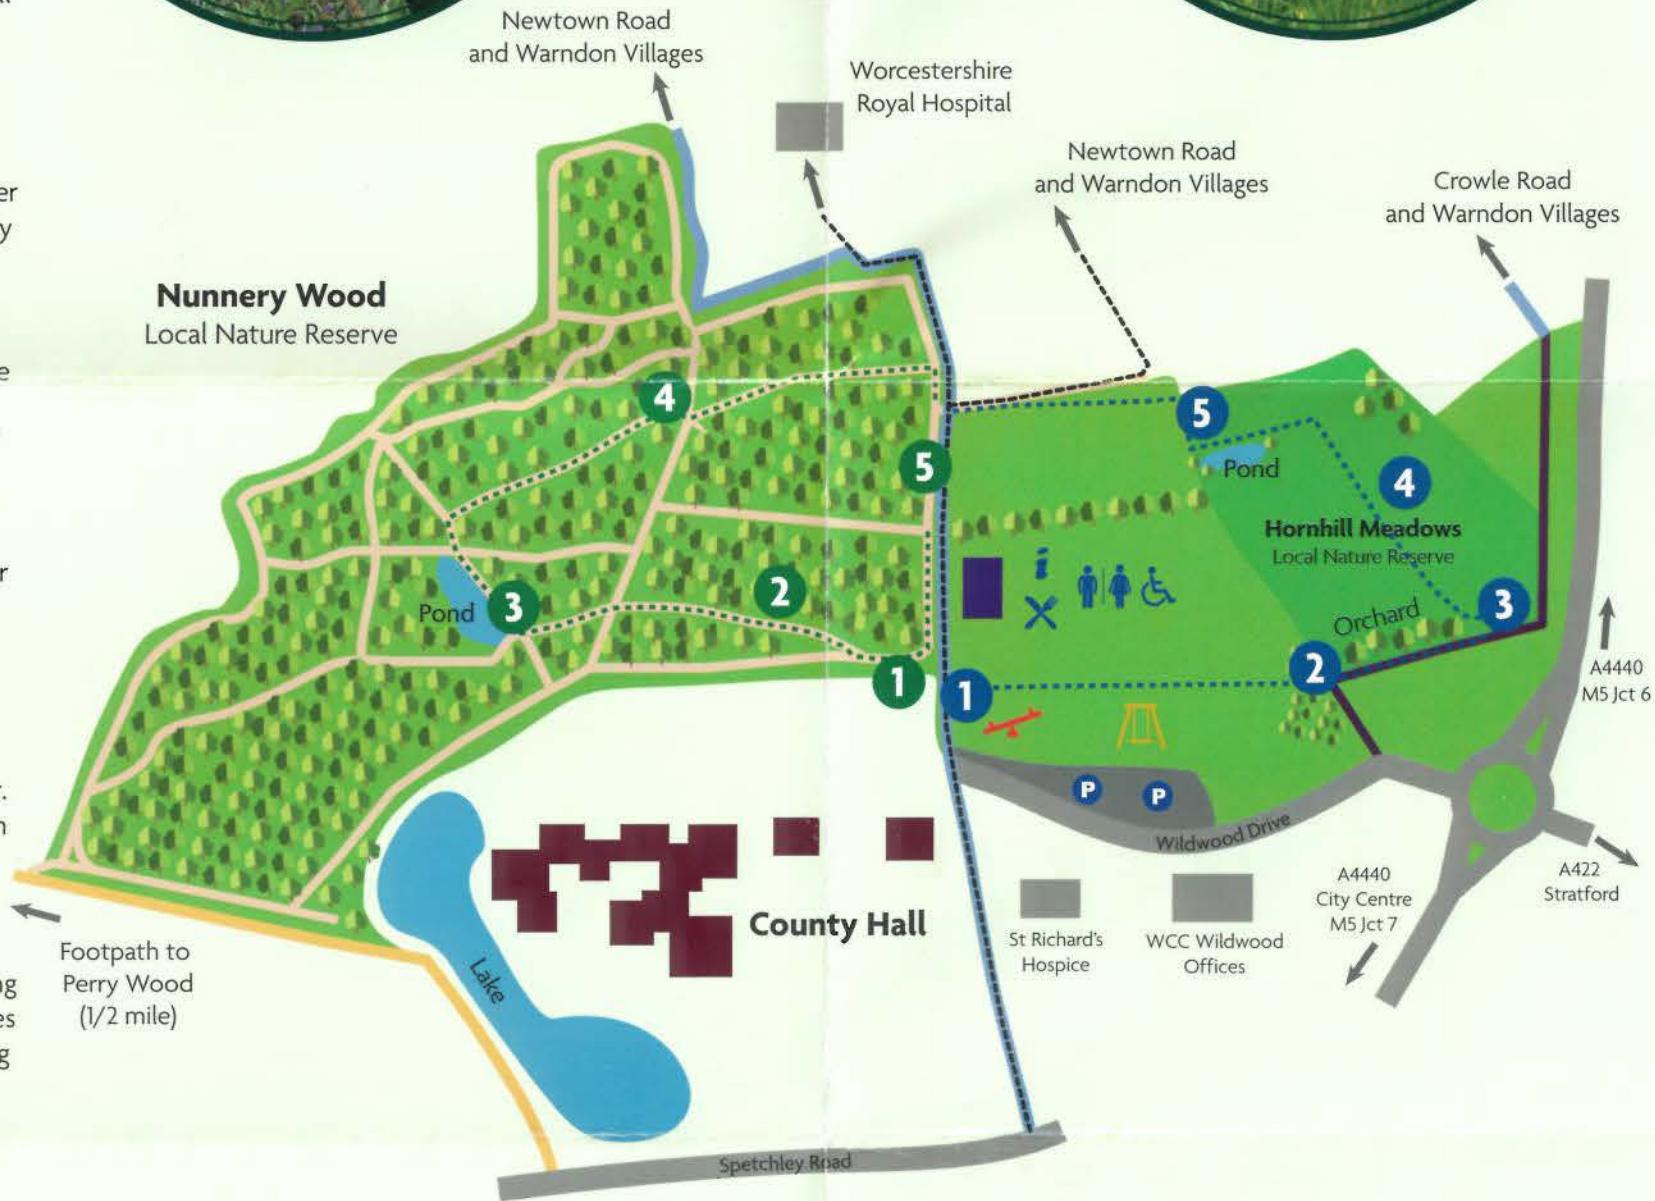 Newtown Road
and Warndon Villages
Worcestershire
Royal Hospital
Newtown Road
and Warndon Villages
Crowle Road
and Warndon Villages
er
y
Nunnery Wood
Local Nature Reserve
e
4
5
5
Pond
4
Hornhill Meadows
Local Nature Reserve
r
Pond
3
2
i
Orchard
3
1
1
2
A4440
M5 Jct 6
P
P
Wildwood Drive
r.
n
County Hall
Lake
St Richard's
Hospice
WCC Wildwood
Offices
A4440
City Centre
M5 Jct 7
A422
Stratford
Footpath to
Perry Wood
(1/2 mile)
ng
es
g
Spetchley Road